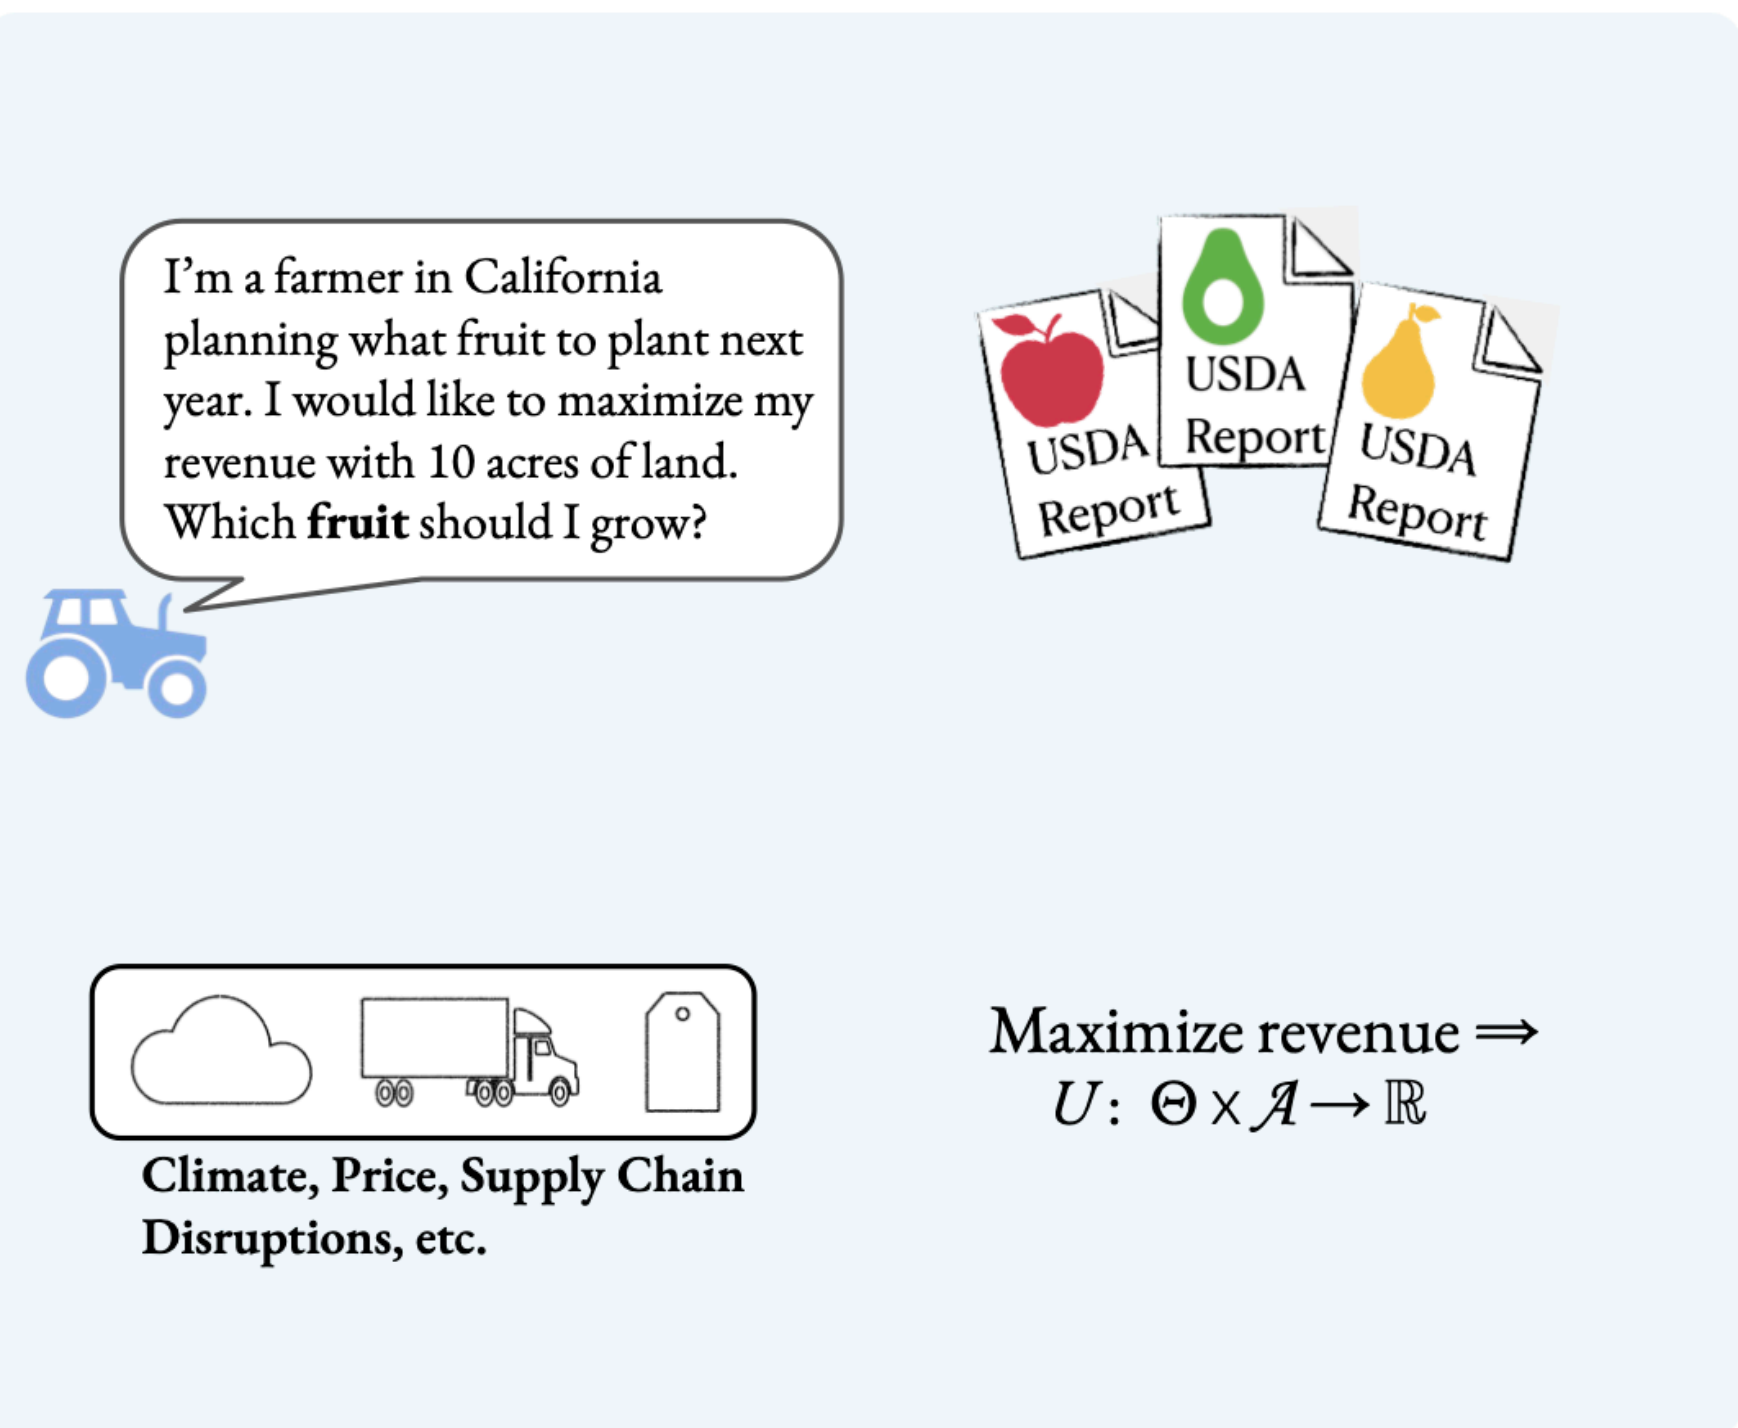 I'm a farmer in California
planning what fruit to plant next
year. I would like to maximize my
revenue with 10 acres of land.
Which fruit should I grow?
USDA
Report
USDA
Report
USDA
Report
Climate, Price, Supply Chain
Disruptions, etc.
Maximize revenue ⇒
U: Θ x 𝒜 → ℝ